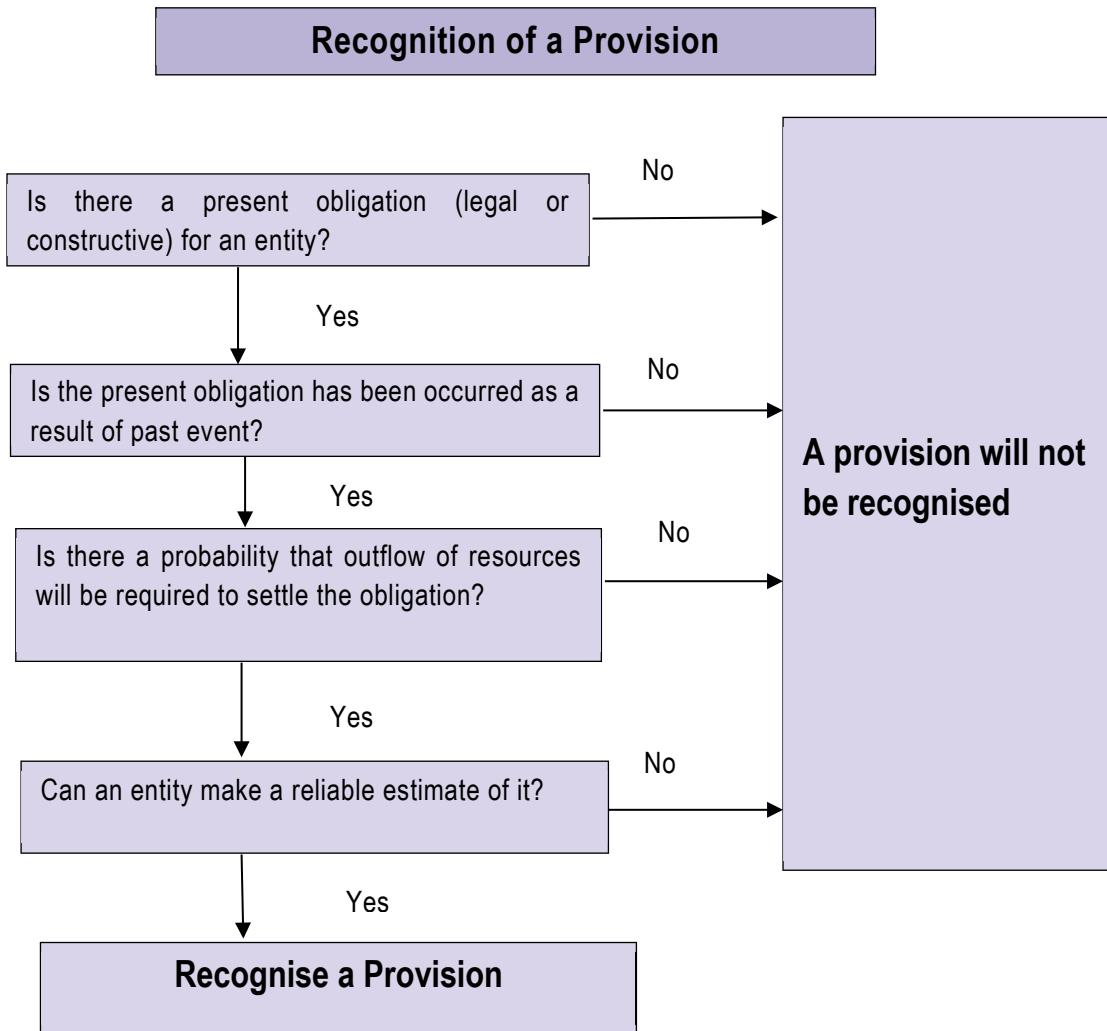 Recognition of a Provision
No
Is there a present obligation (legal or
constructive) for an entity?
Yes
No
Is the present obligation has been occurred as a
result of past event?
A provision will not
be recognised
Yes
No
Is there a probability that outflow of resources
will be required to settle the obligation?
Yes
No
Can an entity make a reliable estimate of it?
Yes
Recognise a Provision